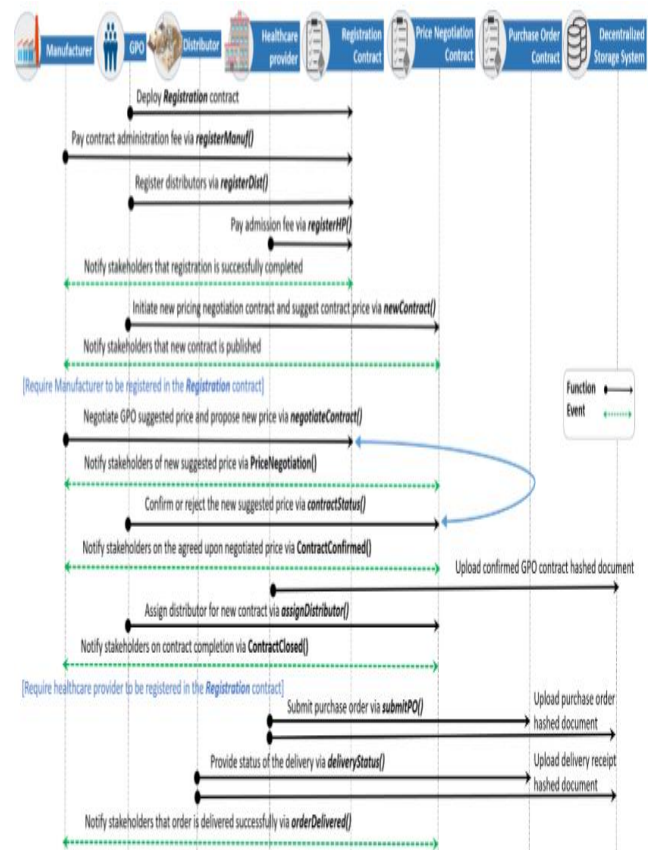 Manufacturer
GPO
Distributor
Healthcare
provider
Registration
Contract
Price Negotiation
Contract
Purchase Order
Contract
Decentralized
Storage System
Deploy Registration contract
Pay contract administration fee via registerManuf()
Register distributors via registerDist()
Pay admission fee via registerHP()
Notify stakeholders that registration is successfully completed
Initiate new pricing negotiation contract and suggest contract price via newContract()
Notify stakeholders that new contract is published
[Require Manufacturer to be registered in the Registration contract]
Function
Event
Negotiate GPO suggested price and propose new price via negotiateContract()
Notify stakeholders of new suggested price via PriceNegotiation()
Confirm or reject the new suggested price via contractStatus()
Notify stakeholders on the agreed upon negotiated price via ContractConfirmed()
Upload confirmed GPO contract hashed document
Assign distributor for new contract via assignDistributor()
Notify stakeholders on contract completion via ContractClosed()
[Require healthcare provider to be registered in the Registration contract]
Submit purchase order via submitPO()
Upload purchase order
hashed document
Provide status of the delivery via deliveryStatus()
Upload delivery receipt
hashed document
Notify stakeholders that order is delivered successfully via orderDelivered()